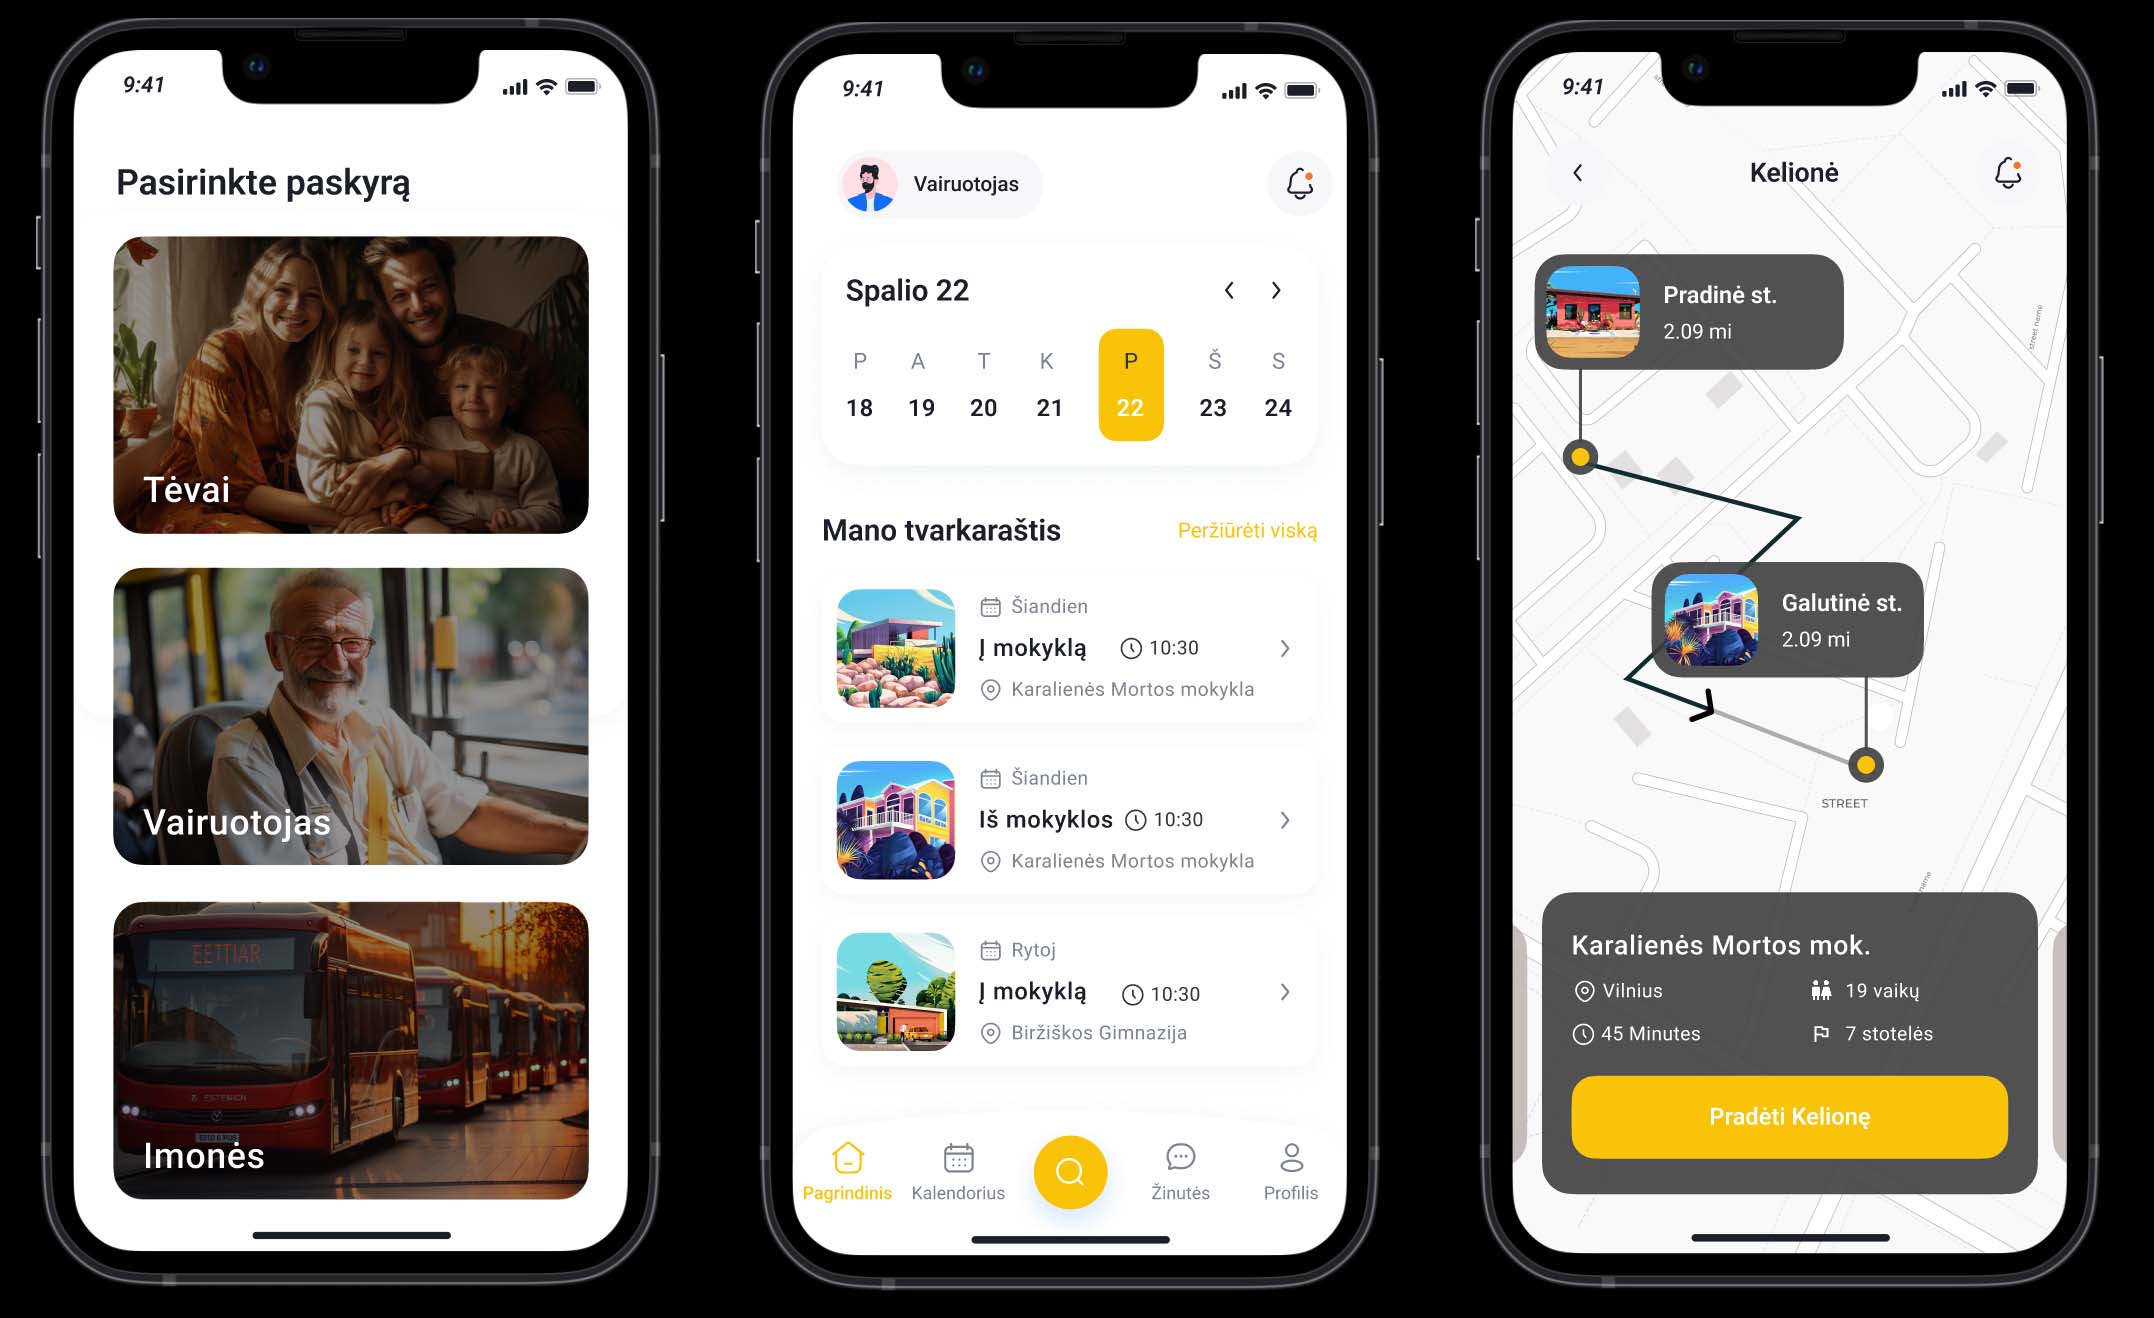 9:41
Pasirinkte paskyrą
Tėvai
Vairuotojas
EETTIAR
Imonės
9:41
Vairuotojas
Spalio 22
P A T K P Š S
18 19 20 21 22 23 24
Mano tvarkaraštis Peržiūrėti viską
Šiandien
Į mokyklą 10:30
Karalienės Mortos mokykla
Šiandien
Iš mokyklos 10:30
Karalienės Mortos mokykla
Rytoj
Į mokyklą 10:30
Biržiškos Gimnazija
Pagrindinis Kalendorius Žinutės Profilis
9:41
Kelionė
Pradinė st.
2.09 mi
street name
Galutinė st.
2.09 mi
STREET
name
Karalienės Mortos mok.
Vilnius 19 vaikų
45 Minutes 7 stotelės
Pradėti Kelionę